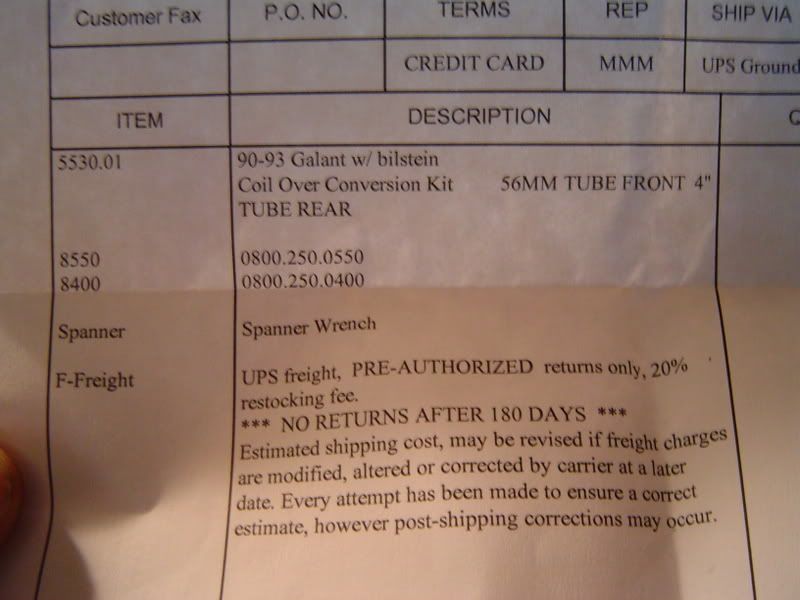 Customer Fax P.O. NO. TERMS REP SHIP VIA
CREDIT CARD MMM UPS Ground
ITEM DESCRIPTION
5530.01 90-93 Galant w/ bilstein
Coil Over Conversion Kit 56MM TUBE FRONT 4"
TUBE REAR
8550 0800.250.0550
8400 0800.250.0400
Spanner Spanner Wrench
F-Freight UPS freight, PRE-AUTHORIZED returns only, 20%
restocking fee.
*** NO RETURNS AFTER 180 DAYS ***
Estimated shipping cost, may be revised if freight charges
are modified, altered or corrected by carrier at a later
date. Every attempt has been made to ensure a correct
estimate, however post-shipping corrections may occur.